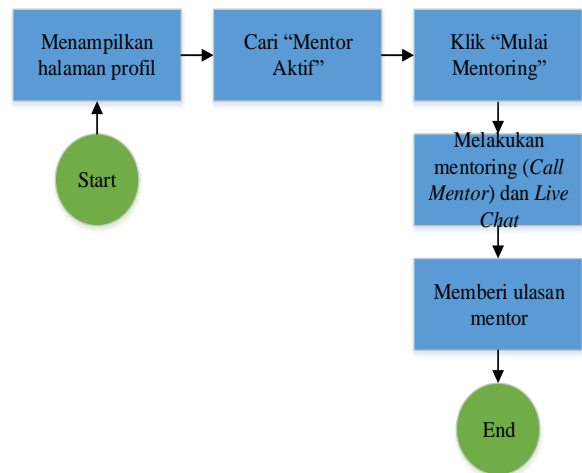 Menampilkan
halaman profil
Cari “Mentor
Aktif”
Klik “Mulai
Mentoring”
Start
Melakukan
mentoring (Call
Mentor) dan Live
Chat
Memberi ulasan
mentor
End